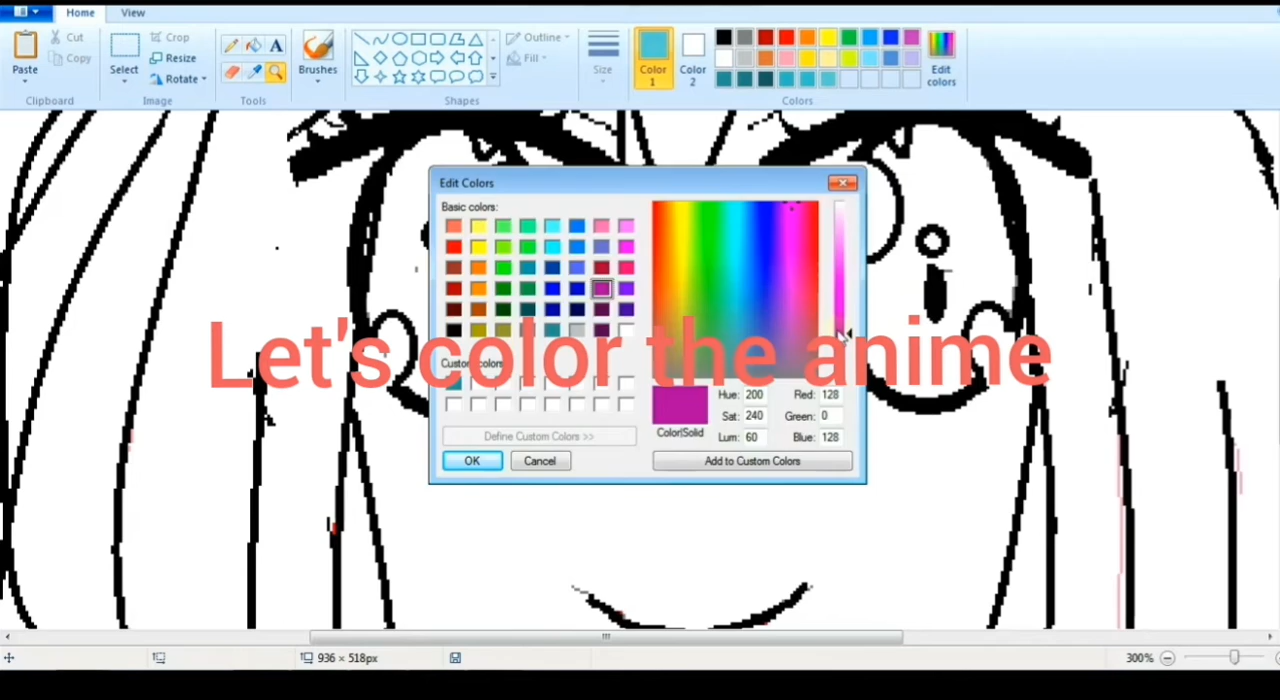 Home View
Paste
Cut
Copy
Clipboard
Select
Crop
Resize
Rotate
Image
A
Tools
Brushes
Outline
Fill
Shapes
Size
Color 1
Color 2
Edit colors
Colors
Edit Colors
Basic colors:
Custom colors:
Let's color the anime
Define Custom Colors >>
OK Cancel
Color|Solid
Hue: 200 Red: 128
Sat: 240 Green: 0
Lum: 60 Blue: 128
Add to Custom Colors
936 × 518px 300%